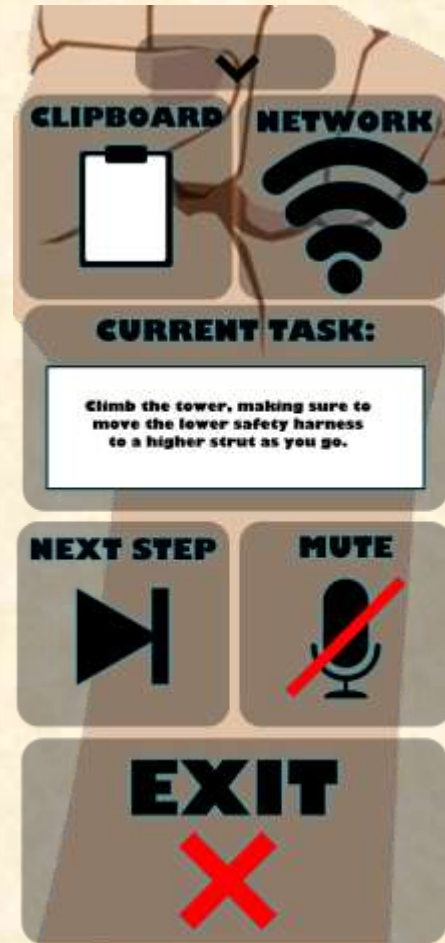 CLIPBOARD
NETWORK
CURRENT TASK:
Climb the tower, making sure to
move the lower safety harness
to a higher strut as you go.
NEXT STEP
MUTE
EXIT